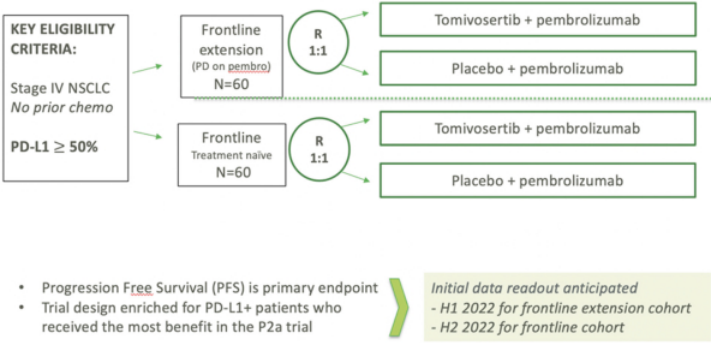 KEY ELIGIBILITY
CRITERIA:
Stage IV NSCLC
No prior chemo
PD-L1 ≥ 50%
Frontline
extension
(PD on pembro)
N=60
R
1:1
Tomivosertib + pembrolizumab
Placebo + pembrolizumab
Frontline
Treatment naïve
N=60
R
1:1
Tomivosertib + pembrolizumab
Placebo + pembrolizumab
• Progression Free Survival (PFS) is primary endpoint
• Trial design enriched for PD-L1+ patients who
received the most benefit in the P2a trial
Initial data readout anticipated
- H1 2022 for frontline extension cohort
- H2 2022 for frontline cohort